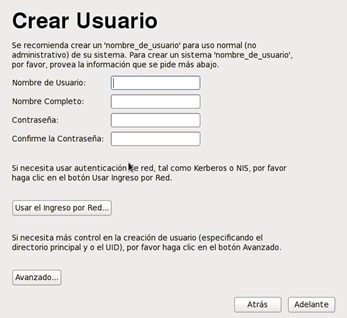 Crear Usuario
Se recomienda crear un 'nombre_de_usuario' para uso normal (no
administrativo) de su sistema. Para crear un sistema 'nombre_de_usuario',
por favor, provea la información que se pide más abajo.
Nombre de Usuario:
Nombre Completo:
Contraseña:
Confirme la Contraseña:
Si necesita usar autenticación de red, tal como Kerberos o NIS, por favor
haga clic en el botón Usar Ingreso por Red.
Usar el Ingreso por Red...
Si necesita más control en la creación de usuario (especificando el
directorio principal y o el UID), por favor haga clic en el botón Avanzado.
Avanzado...
Atrás
Adelante